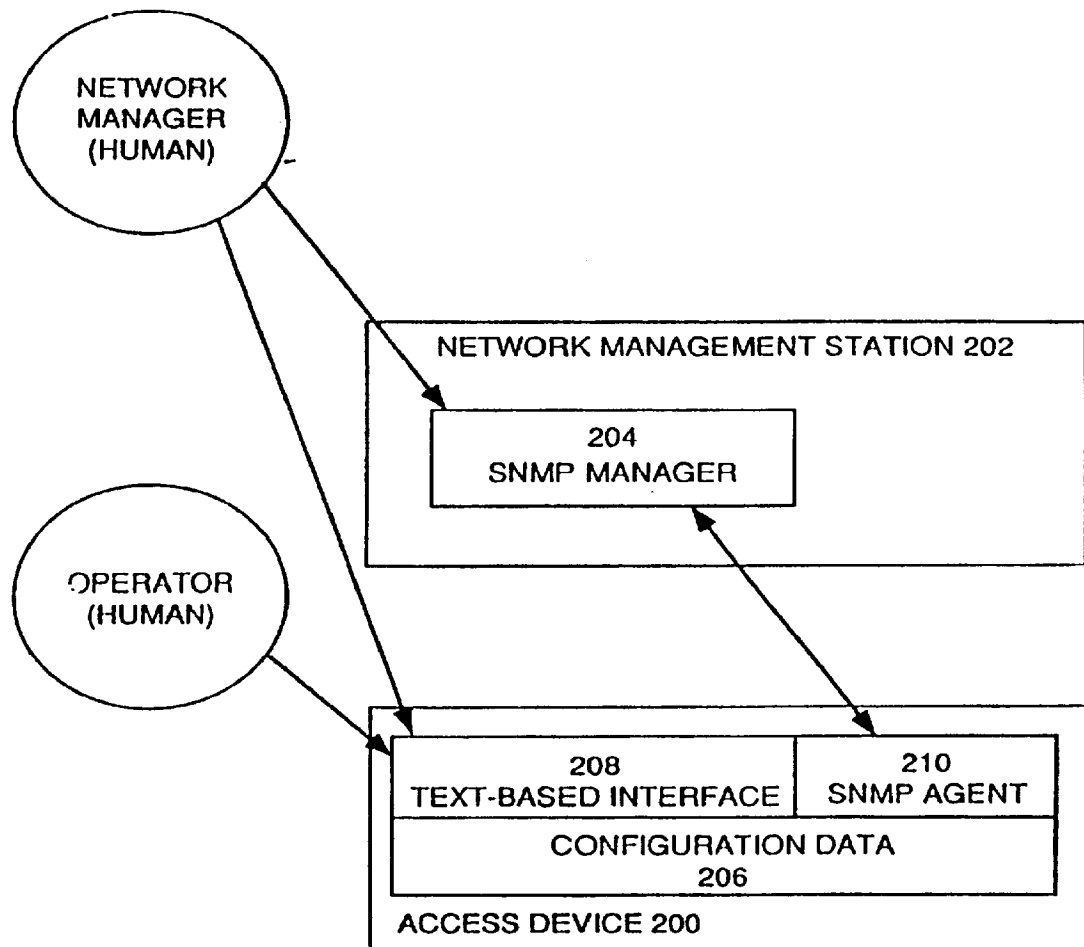 NETWORK
MANAGER
(HUMAN)
NETWORK MANAGEMENT STATION 202
204
SNMP MANAGER
OPERATOR
(HUMAN)
208
TEXT-BASED INTERFACE
210
SNMP AGENT
CONFIGURATION DATA
206
ACCESS DEVICE 200